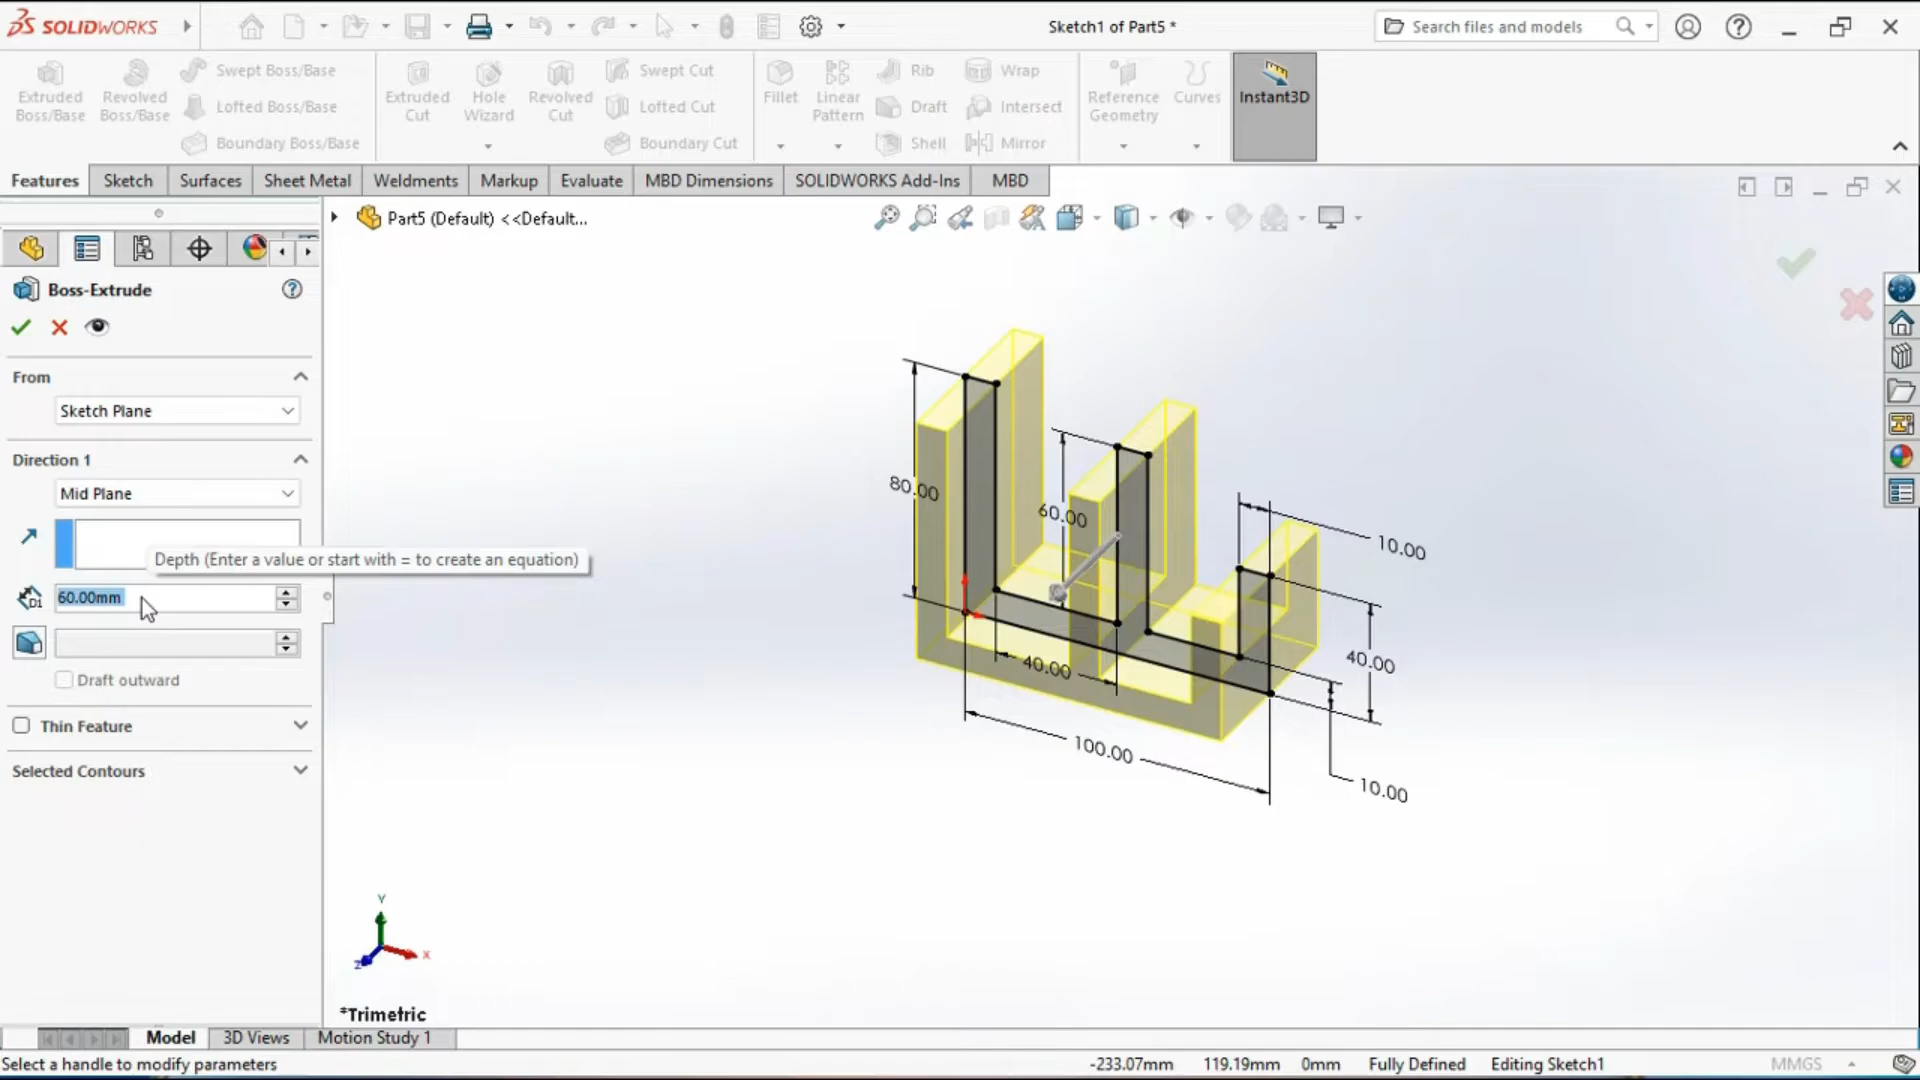 SOLIDWORKS
Sketch1 of Part5 *
Search files and models
Extruded Boss/Base
Revolved Boss/Base
Swept Boss/Base
Lofted Boss/Base
Boundary Boss/Base
Extruded Cut
Hole Wizard
Revolved Cut
Swept Cut
Lofted Cut
Boundary Cut
Fillet
Linear Pattern
Rib
Draft
Shell
Wrap
Intersect
Mirror
Reference Geometry
Curves
Instant3D
Features
Sketch
Surfaces
Sheet Metal
Weldments
Markup
Evaluate
MBD Dimensions
SOLIDWORKS Add-Ins
MBD
Part5 (Default) <<Default...
Boss-Extrude
From
Sketch Plane
Direction 1
Mid Plane
Depth (Enter a value or start with = to create an equation)
D1
60.00mm
Draft outward
Thin Feature
Selected Contours
80.00
60.00
10.00
40.00
40.00
100.00
10.00
Y
X
Z
*Trimetric
Model
3D Views
Motion Study 1
Select a handle to modify parameters
-233.07mm
119.19mm
0mm
Fully Defined
Editing Sketch1
MMGS